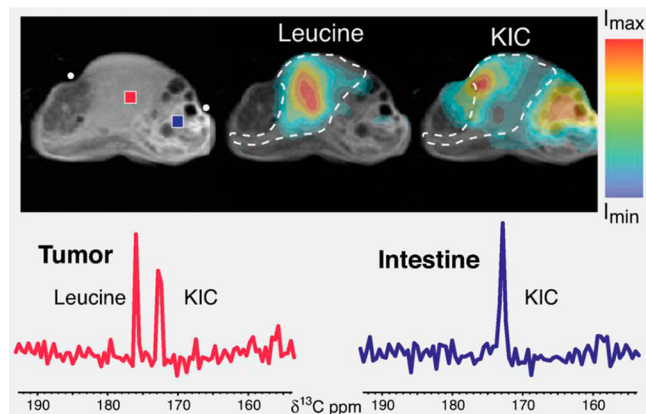 Leucine
KIC
Imax
Imin
Tumor
Leucine
KIC
Intestine
KIC
190 180 170 160
δ¹³C ppm
190 180 170 160